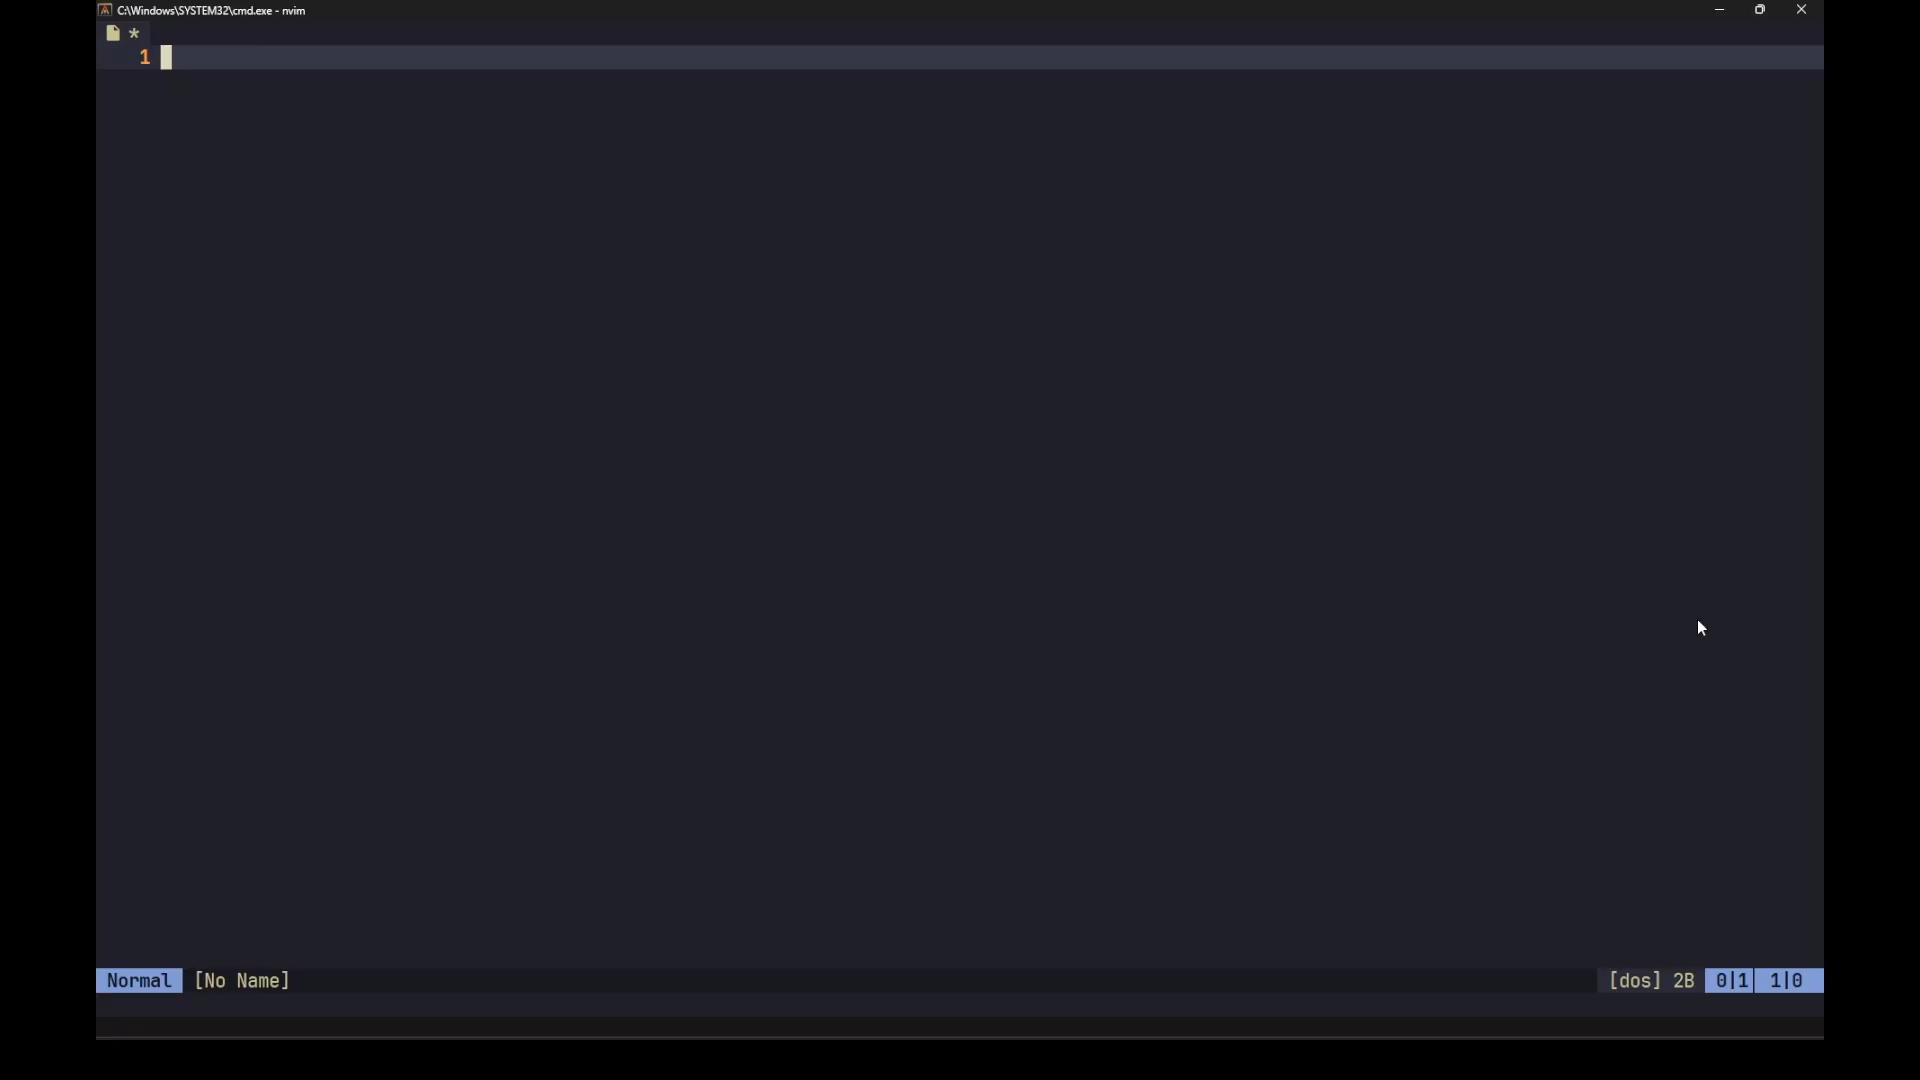 C:\Windows\SYSTEM32\cmd.exe - nvim
*
1
Normal [No Name] [dos] 2B 0|1 1|0